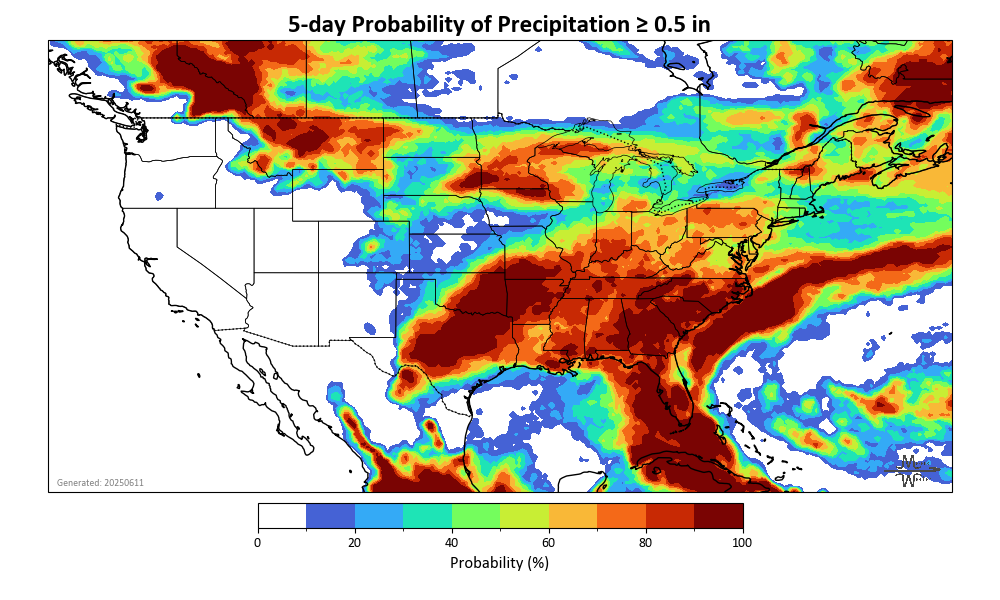 5-day Probability of Precipitation ≥ 0.5 in
Generated: 20250611
0 20 40 60 80 100
Probability (%)